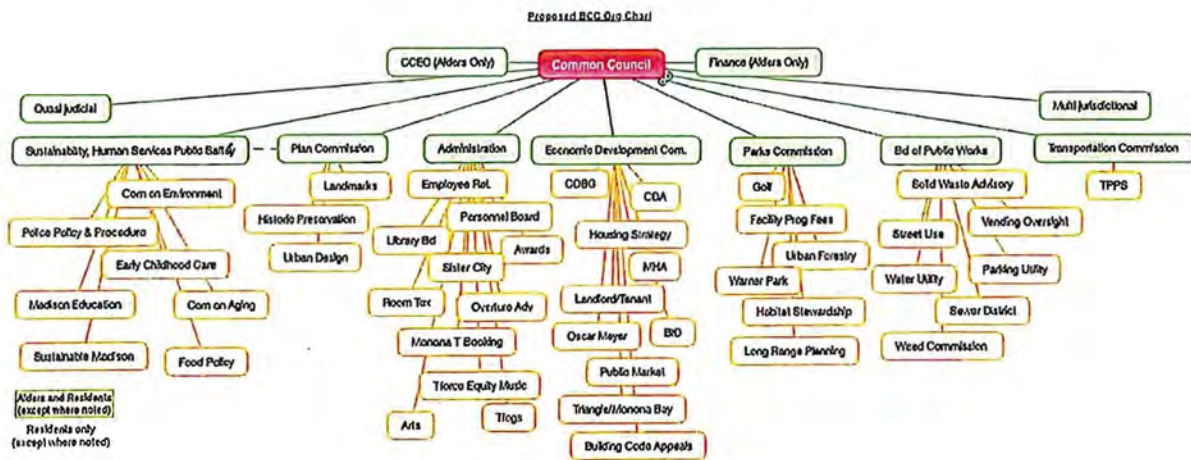 Proposed BCC Org Chart
CCEO (Alders Only)
Common Council
Finance (Alders Only)
Quasi Judicial
Multi Jurisdictional
Sustainability, Human Services Public Safety
Plan Commission
Administration
Economic Development Com.
Parks Commission
Bd of Public Works
Transportation Commission
Com on Environment
Landmarks
Employee Rel.
CDBG
CDA
Golf
Solid Waste Advisory
TPPS
Police Policy & Procedure
Historic Preservation
Personnel Board
Housing Strategy
Facility Prog Fees
Vending Oversight
Library Bd
Awards
Street Use
Early Childhood Care
Urban Design
Sister City
MHA
Urban Forestry
Parking Utility
Warner Park
Water Utility
Madison Education
Com on Aging
Room Tax
Overture Adv
Landlord/Tenant
Habitat Stewardship
Sewer District
Oscar Meyer
BID
Monona T Booking
Long Range Planning
Weed Commission
Sustainable Madison
Food Policy
Public Market
Equity Music
Alders and Residents
(except where noted)
Triangle/Monona Bay
Arts
Residents only
(except where noted)
Building Code Appeals